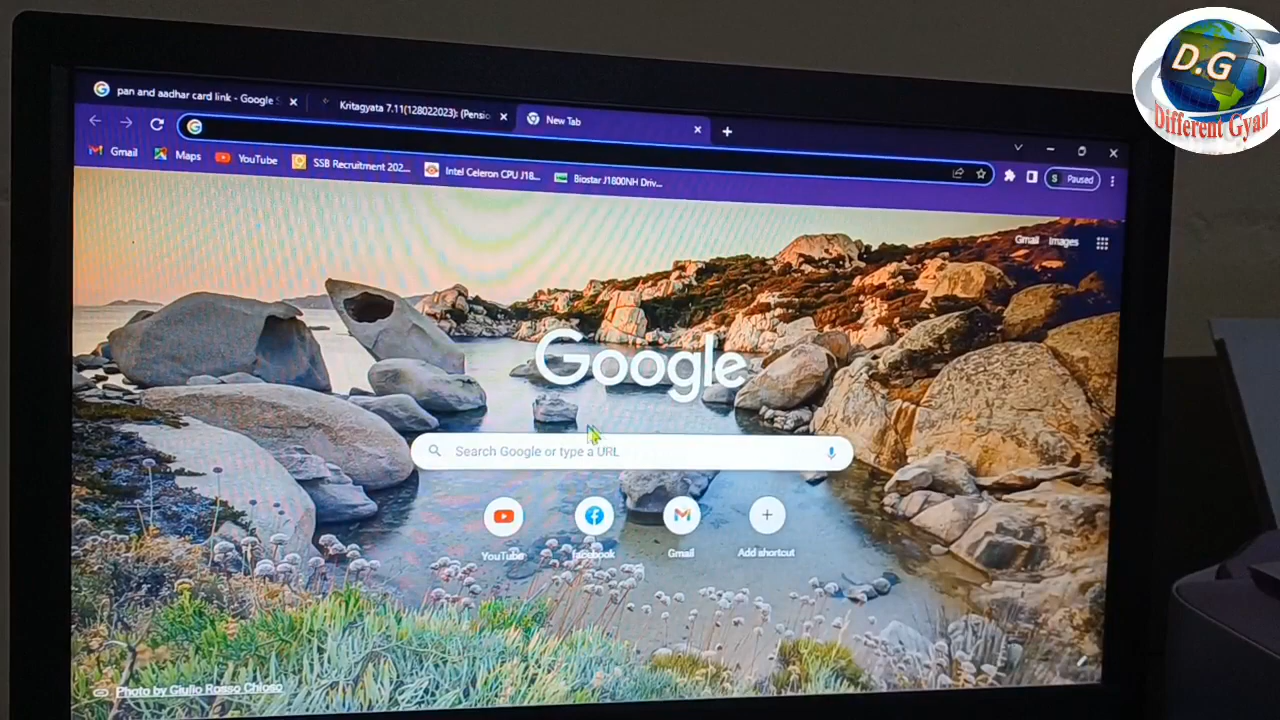 D.G
Different Gyan
pan and aadhar card link - Google S
Kritagyata 7.11(128022023): (Pensio
New Tab
Gmail
Maps
YouTube
SSB Recruitment 202...
Intel Celeron CPU J18...
Biostar J1800NH Driv...
S Paused
Gmail Images
Google
Search Google or type a URL
YouTube
facebook
Gmail
Add shortcut
Photo by Giulio Rosso Chioso